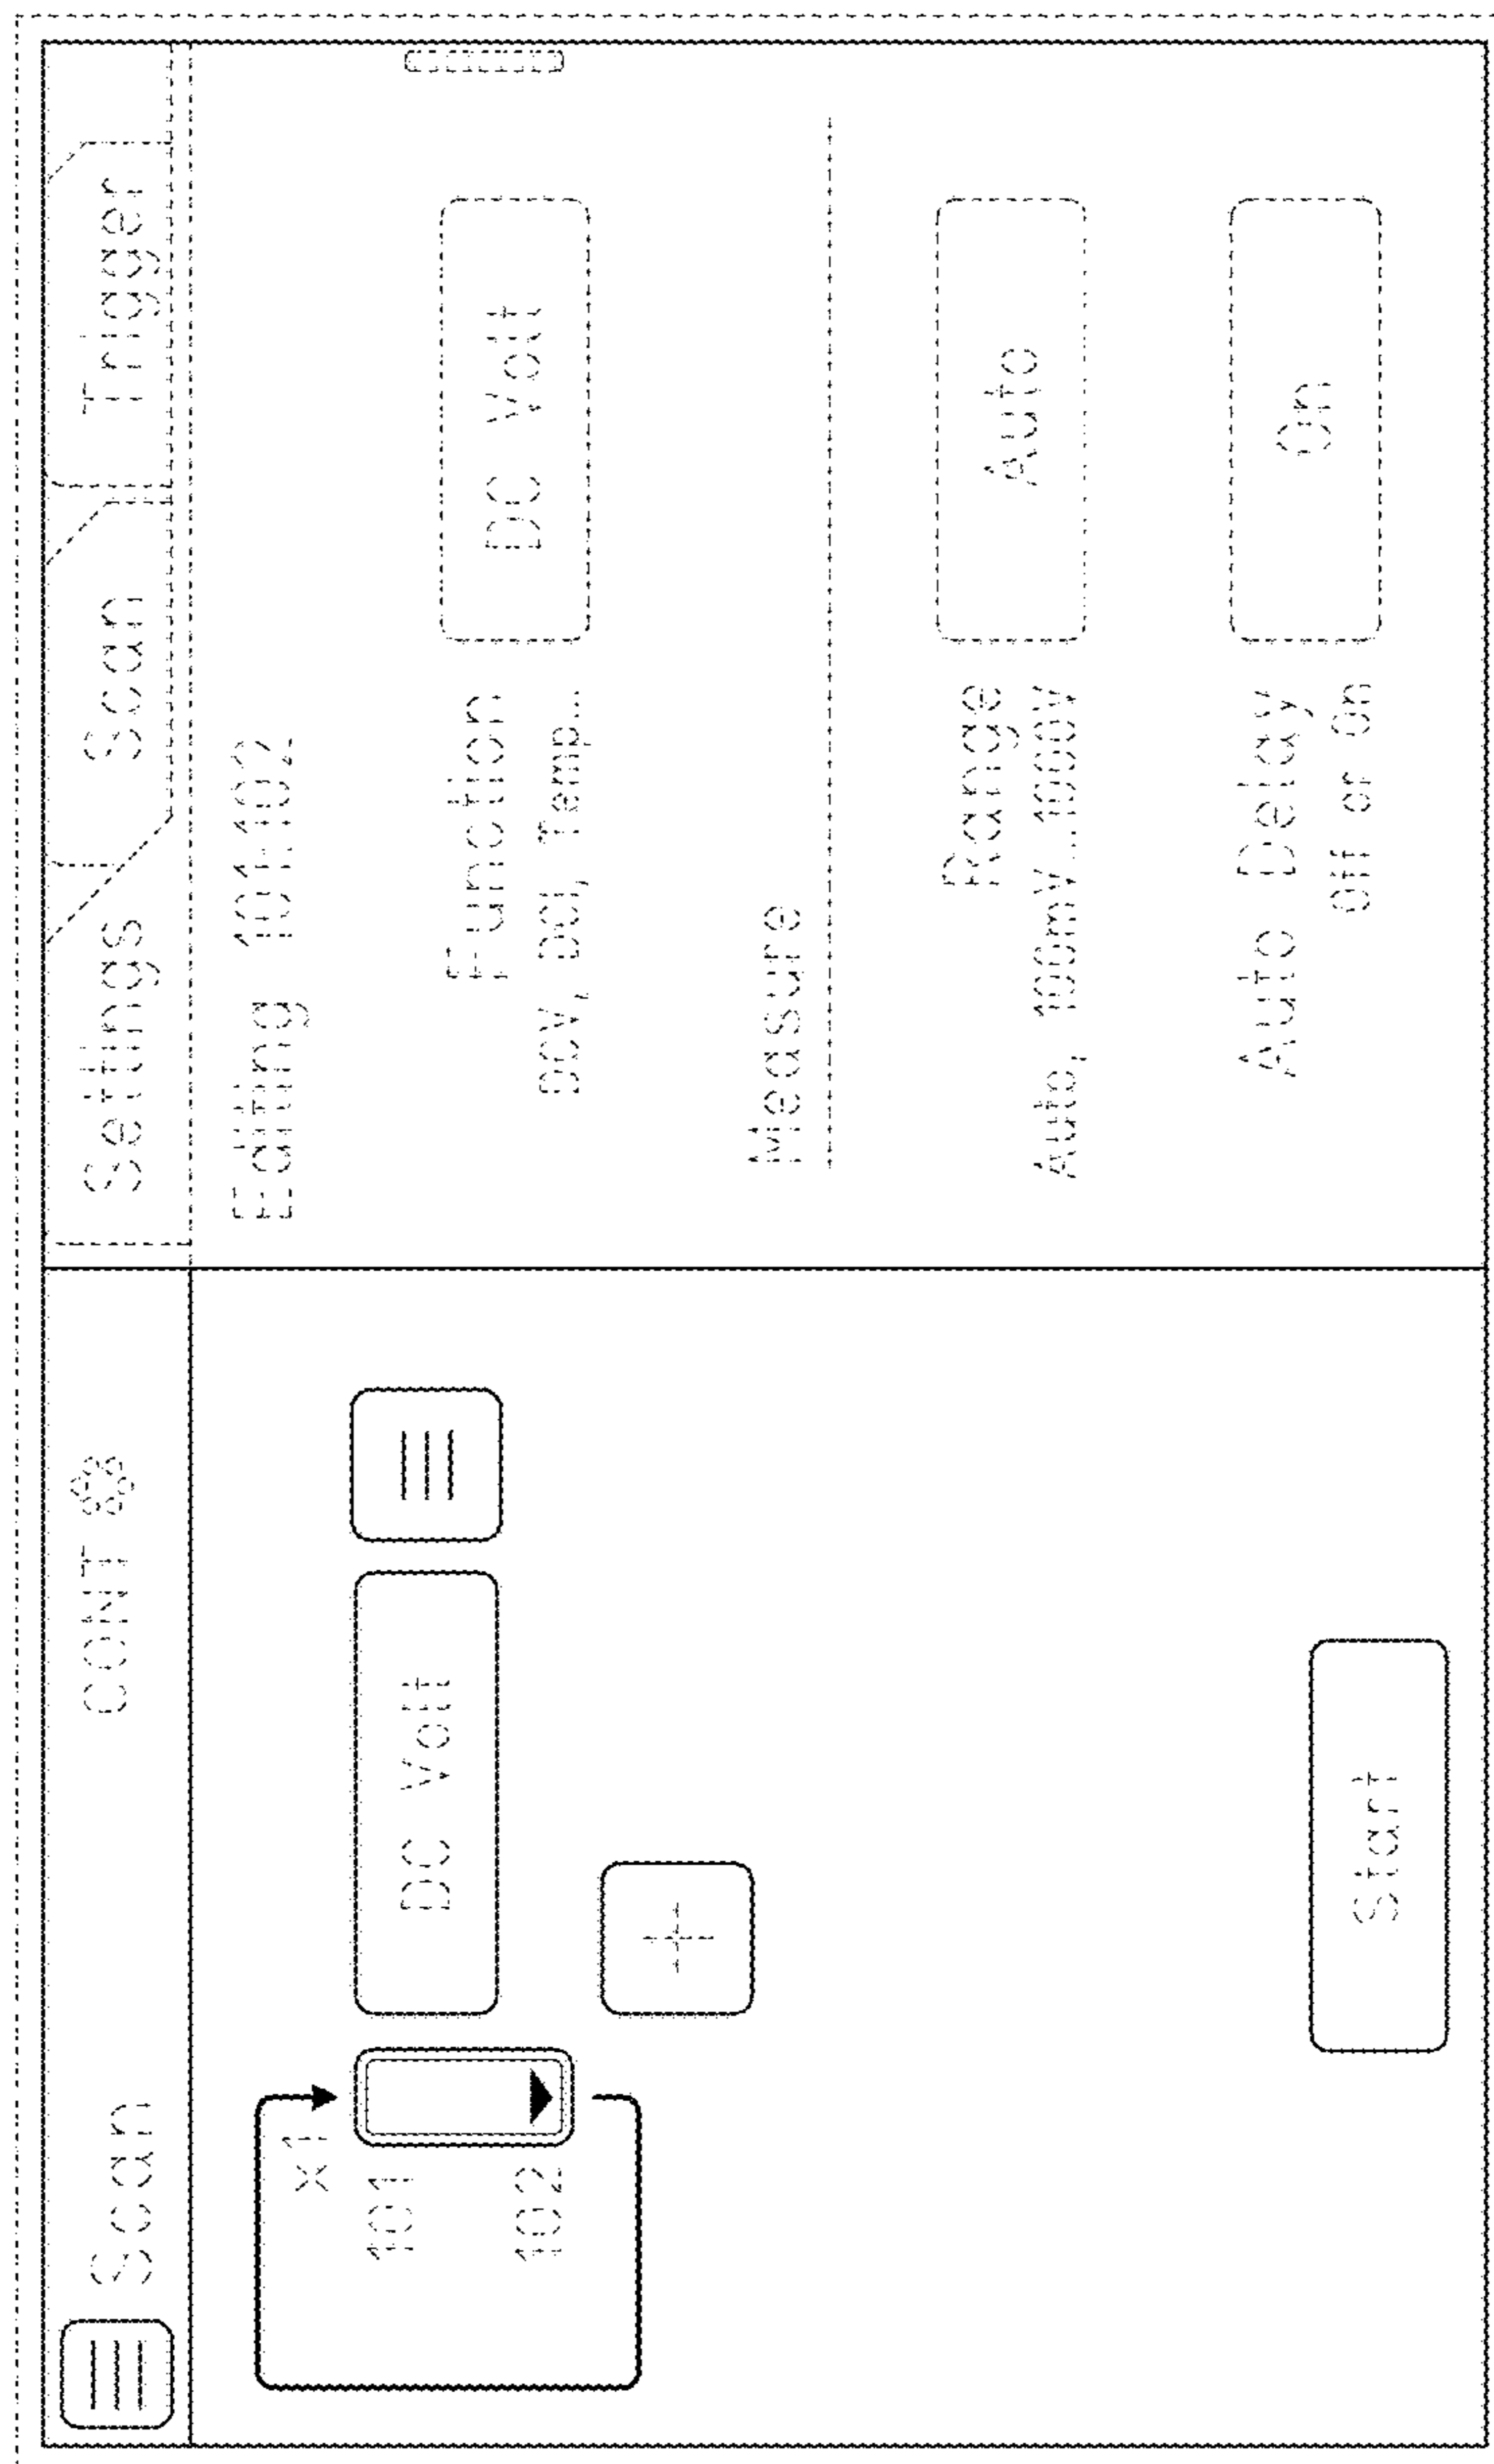 Scan CONT
x1
101
DC Volt
102
+
Start
Settings Scan Trigger
Editing 101:102
Function DC Volt
DCV, DCI, Temp...
Measure
Range Auto
Auto, 100mV...1000V
Auto Delay On
Off or On